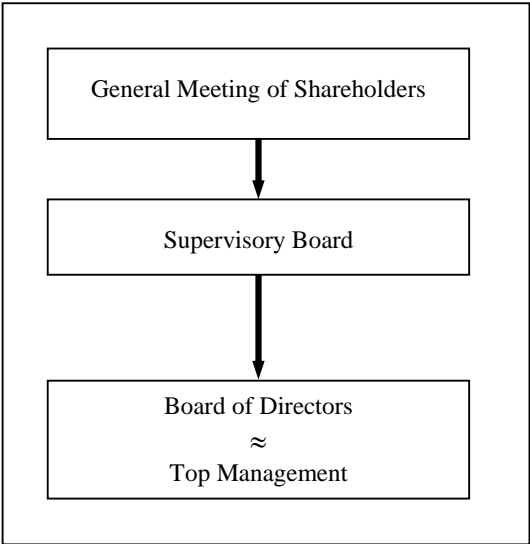 General Meeting of Shareholders
Supervisory Board
Board of Directors
≈
Top Management